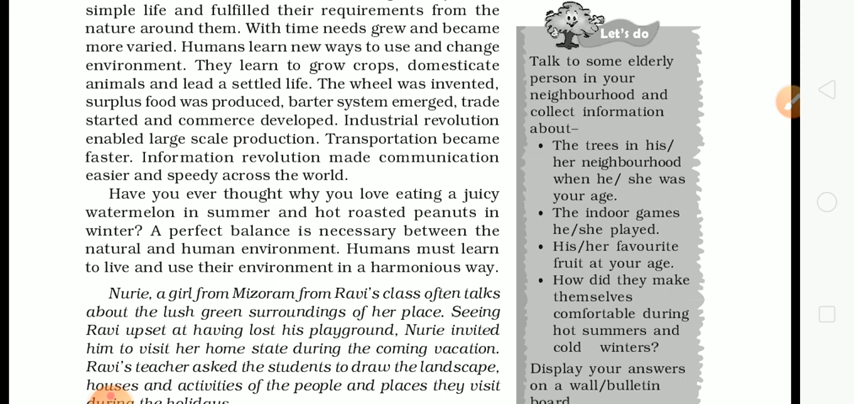 simple life and fulfilled their requirements from the
nature around them. With time needs grew and became
more varied. Humans learn new ways to use and change
environment. They learn to grow crops, domesticate
animals and lead a settled life. The wheel was invented,
surplus food was produced, barter system emerged, trade
started and commerce developed. Industrial revolution
enabled large scale production. Transportation became
faster. Information revolution made communication
easier and speedy across the world.
Have you ever thought why you love eating a juicy
watermelon in summer and hot roasted peanuts in
winter? A perfect balance is necessary between the
natural and human environment. Humans must learn
to live and use their environment in a harmonious way.
Nurie, a girl from Mizoram from Ravi's class often talks
about the lush green surroundings of her place. Seeing
Ravi upset at having lost his playground, Nurie invited
him to visit her home state during the coming vacation.
Ravi's teacher asked the students to draw the landscape,
houses and activities of the people and places they visit
during the holidays.
Let's do
Talk to some elderly
person in your
neighbourhood and
collect information
about–
• The trees in his/
her neighbourhood
when he/ she was
your age.
• The indoor games
he/she played.
• His/her favourite
fruit at your age.
• How did they make
themselves
comfortable during
hot summers and
cold winters?
Display your answers
on a wall/bulletin
board.